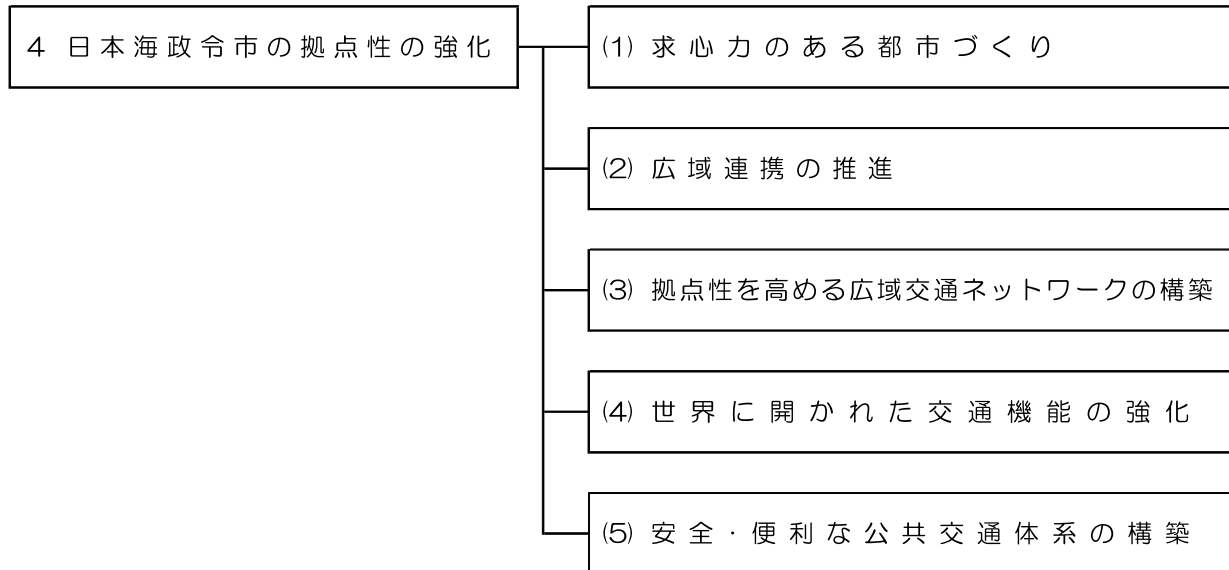 4 日本海政令市の拠点性の強化
(1) 求心力のある都市づくり
(2) 広域連携の推進
(3) 拠点性を高める広域交通ネットワークの構築
(4) 世界に開かれた交通機能の強化
(5) 安全・便利な公共交通体系の構築